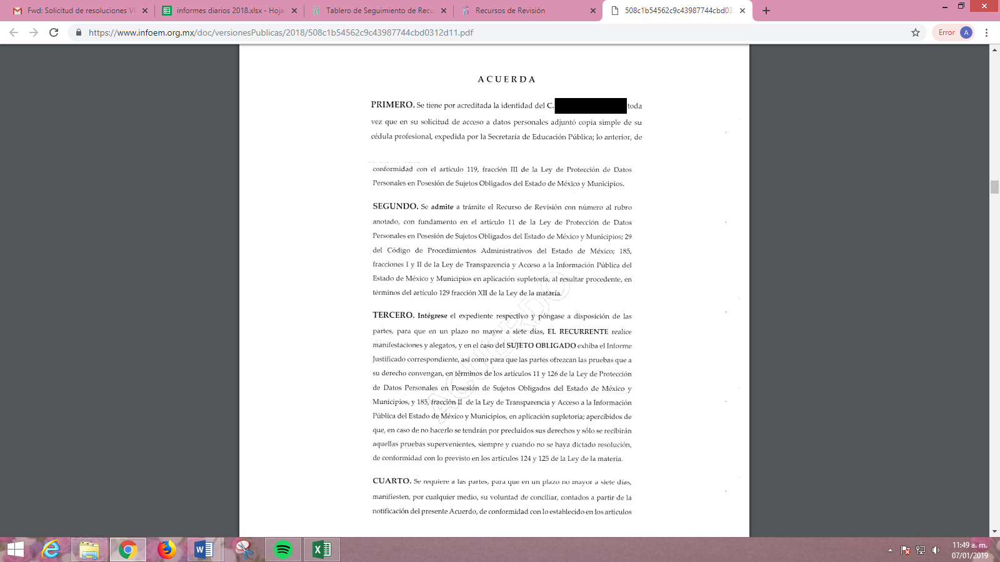 Fwd: Solicitud de resoluciones VP
informes diarios 2018.xlsx - Hoja
Tablero de Seguimiento de Recu
Recursos de Revisión
508c1b54562c9c43987744cbd03
https://www.infoem.org.mx/doc/versionesPublicas/2018/508c1b54562c9c43987744cbd0312d11.pdf
Error A
ACUERDA
PRIMERO. Se tiene por acreditada la identidad del C. toda
vez que en su solicitud de acceso a datos personales adjuntó copia simple de su
cédula profesional, expedida por la Secretaría de Educación Pública; lo anterior, de
conformidad con el artículo 119, fracción III de la Ley de Protección de Datos
Personales en Posesión de Sujetos Obligados del Estado de México y Municipios.
SEGUNDO. Se admite a trámite el Recurso de Revisión con número al rubro
anotado, con fundamento en el artículo 11 de la Ley de Protección de Datos
Personales en Posesión de Sujetos Obligados del Estado de México y Municipios; 29
del Código de Procedimientos Administrativos del Estado de México; 185,
fracciones I y II de la Ley de Transparencia y Acceso a la Información Pública del
Estado de México y Municipios en aplicación supletoria, al resultar procedente, en
términos del artículo 129 fracción XII de la Ley de la mataría.
TERCERO. Intégrese el expediente respectivo y póngase a disposición de las
partes, para que en un plazo no mayor a siete días, EL RECURRENTE realice
manifestaciones y alegatos, y en el caso del SUJETO OBLIGADO exhiba el Informe
Justificado correspondiente, así como para que las partes ofrezcan las pruebas que a
su derecho convengan, en términos de los artículos 11 y 126 de la Ley de Protección
de Datos Personales en Posesión de Sujetos Obligados del Estado de México y
Municipios, y 185, fracción II de la Ley de Transparencia y Acceso a la Información
Pública del Estado de México y Municipios, en aplicación supletoria; apercibidos de
que, en caso de no hacerlo se tendrán por precluidos sus derechos y sólo se recibirán
aquellas pruebas supervenientes, siempre y cuando no se haya dictado resolución,
de conformidad con lo previsto en los artículos 124 y 125 de la Ley de la materia.
CUARTO. Se requiere a las partes, para que en un plazo no mayor a siete días,
manifiesten, por cualquier medio, su voluntad de conciliar, contados a partir de la
notificación del presente Acuerdo, de conformidad con lo establecido en los artículos
ACUERDO
11:49 a. m.
07/01/2019